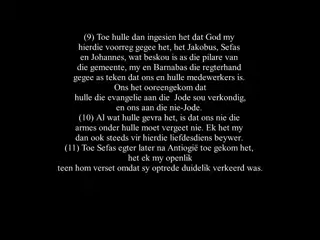 (9) Toe hulle dan ingesien het dat God my
hierdie voorreg gegee het, het Jakobus, Sefas
en Johannes, wat beskou is as die pilare van
die gemeente, my en Barnabas die regterhand
gegee as teken dat ons en hulle medewerkers is.
Ons het ooreengekom dat
hulle die evangelie aan die Jode sou verkondig,
en ons aan die nie-Jode.
(10) Al wat hulle gevra het, is dat ons nie die
armes onder hulle moet vergeet nie. Ek het my
dan ook steeds vir hierdie liefdesdiens beywer.
(11) Toe Sefas egter later na Antiogië toe gekom het,
het ek my openlik
teen hom verset omdat sy optrede duidelik verkeerd was.